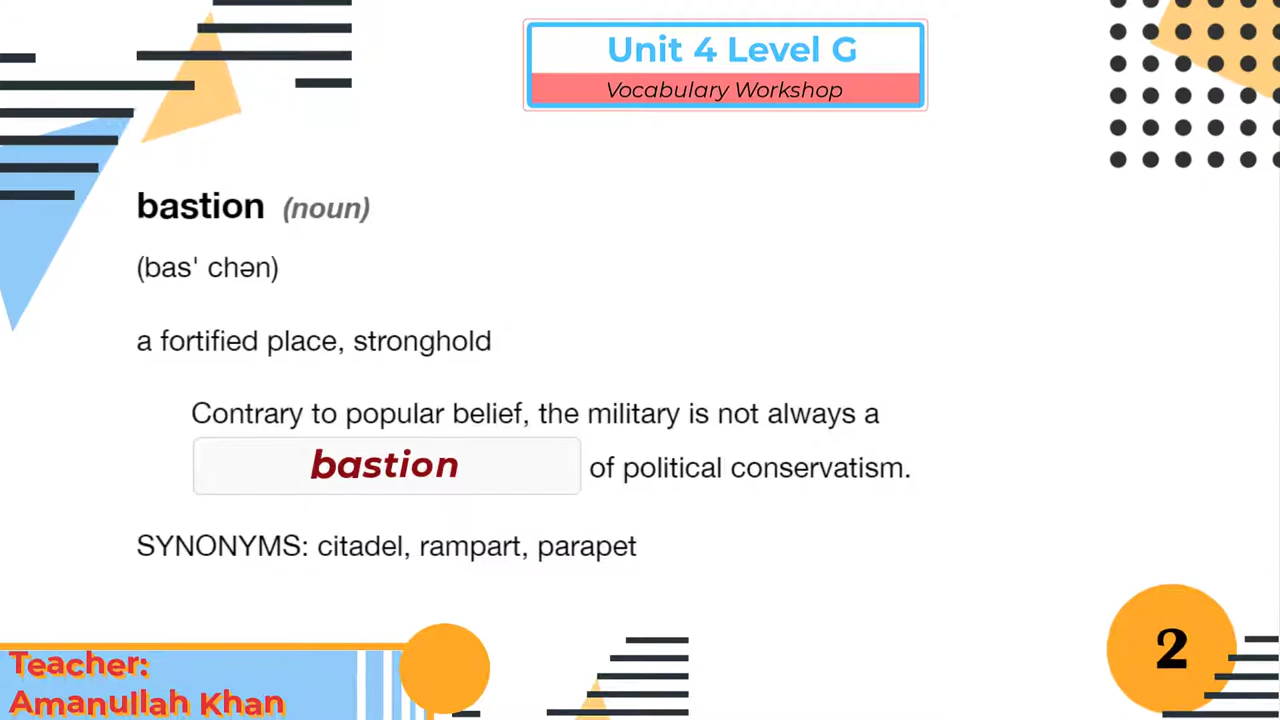 Unit 4 Level G
Vocabulary Workshop
bastion (noun)
(bas' chən)
a fortified place, stronghold
Contrary to popular belief, the military is not always a
bastion of political conservatism.
SYNONYMS: citadel, rampart, parapet
Teacher:
Amanullah Khan
2